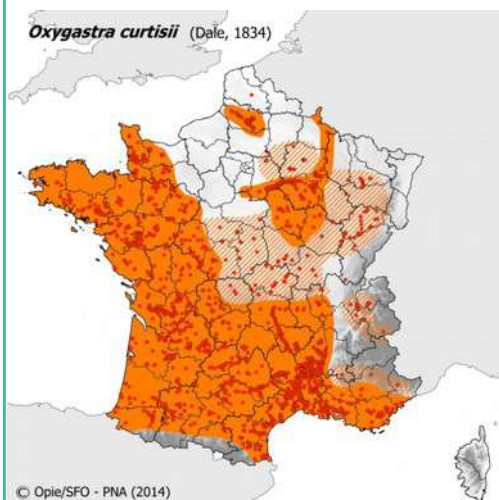 Oxygastra curtisii (Dale, 1834)
© Opie/SFO - PNA (2014)